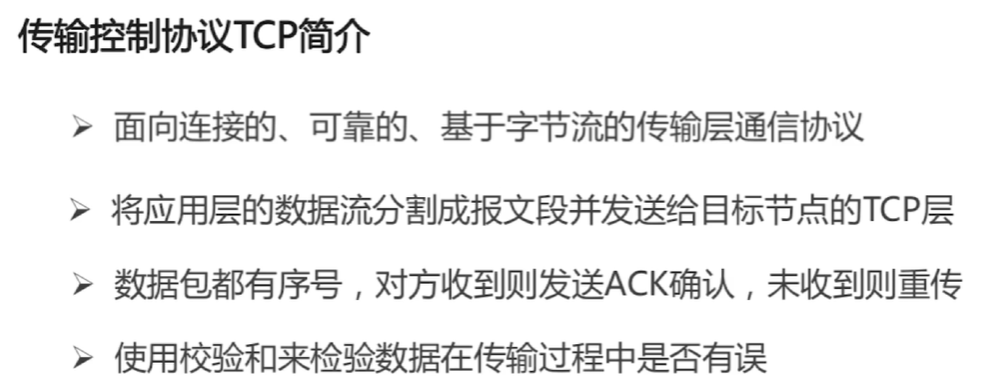 传输控制协议TCP简介
➢ 面向连接的、可靠的、基于字节流的传输层通信协议
➢ 将应用层的数据流分割成报文段并发送给目标节点的TCP层
➢ 数据包都有序号，对方收到则发送ACK确认，未收到则重传
➢ 使用校验和来检验数据在传输过程中是否有误